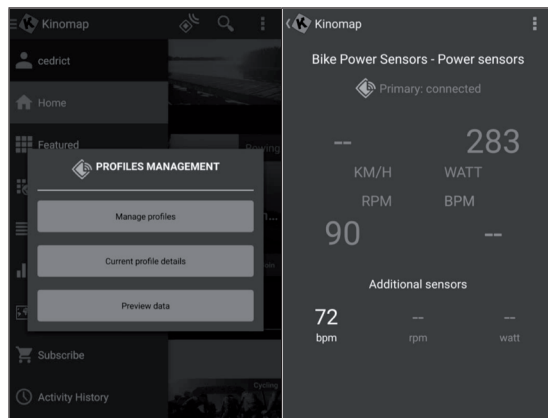 Kinomap
cedrict
Home
Featured
Rowing
PROFILES MANAGEMENT
Manage profiles
Current profile details
Preview data
Subscribe
Activity History
Cycling
Kinomap
Bike Power Sensors - Power sensors
Primary: connected
-- 283
KM/H WATT
RPM BPM
90 --
Additional sensors
72 -- --
bpm rpm watt